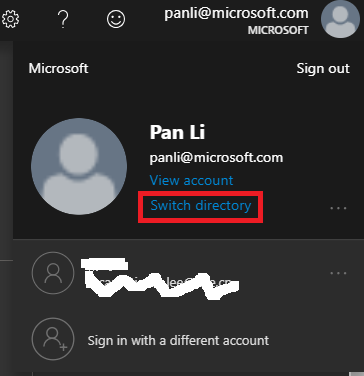 panli@microsoft.com
MICROSOFT
Microsoft
Sign out
Pan Li
panli@microsoft.com
View account
Switch directory
Sign in with a different account